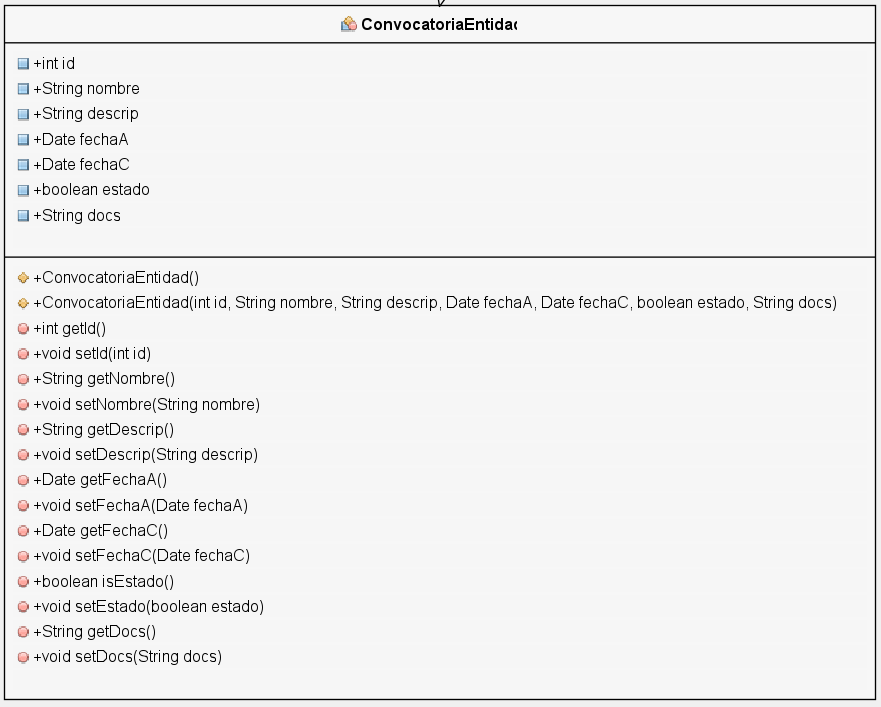 ConvocatoriaEntidad
+int id
+String nombre
+String descrip
+Date fechaA
+Date fechaC
+boolean estado
+String docs
+ConvocatoriaEntidad()
+ConvocatoriaEntidad(int id, String nombre, String descrip, Date fechaA, Date fechaC, boolean estado, String docs)
+int getId()
+void setId(int id)
+String getNombre()
+void setNombre(String nombre)
+String getDescrip()
+void setDescrip(String descrip)
+Date getFechaA()
+void setFechaA(Date fechaA)
+Date getFechaC()
+void setFechaC(Date fechaC)
+boolean isEstado()
+void setEstado(boolean estado)
+String getDocs()
+void setDocs(String docs)